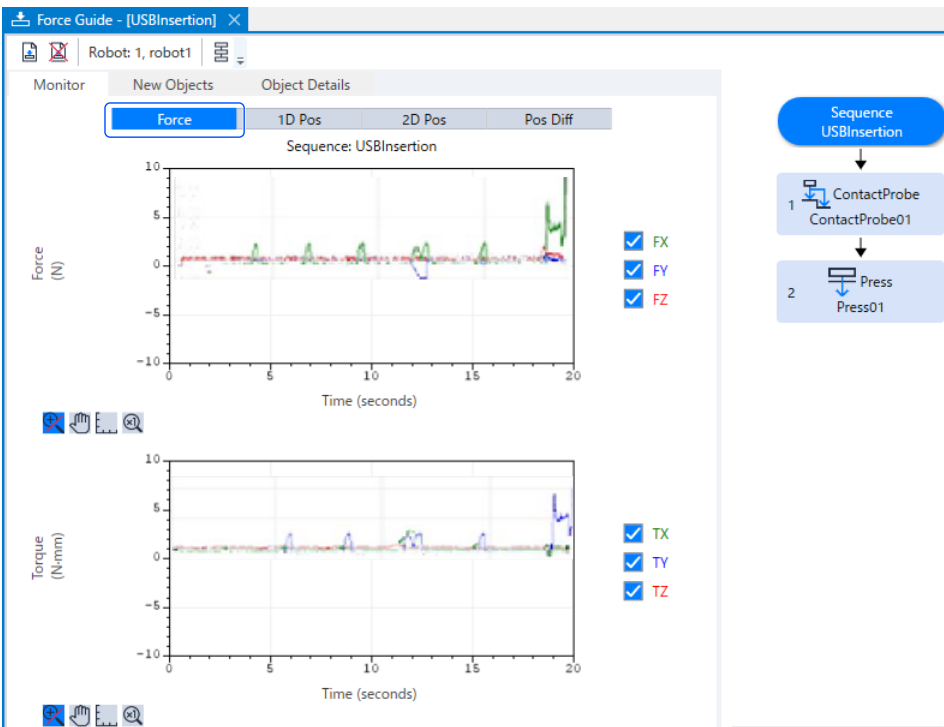 Force Guide - [USBInsertion]
Robot: 1, robot1
Monitor New Objects Object Details
Force 1D Pos 2D Pos Pos Diff
Sequence: USBInsertion
Force
(N)
10
5
0
-5
-10
0 5 10 15 20
Time (seconds)
FX
FY
FZ
x1
Torque
(N·mm)
10
5
0
-5
-10
0 5 10 15 20
Time (seconds)
TX
TY
TZ
x1
Sequence
USBInsertion
1 ContactProbe
ContactProbe01
2 Press
Press01